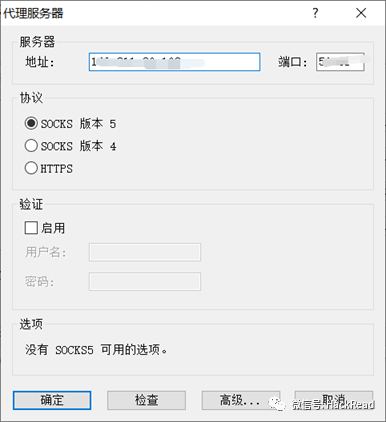 代理服务器
? ×
服务器
地址: 端口:
协议
SOCKS 版本 5
SOCKS 版本 4
HTTPS
验证
启用
用户名:
密码:
选项
没有 SOCKS5 可用的选项。
确定 检查 高级... 取消
微信号: HackRead